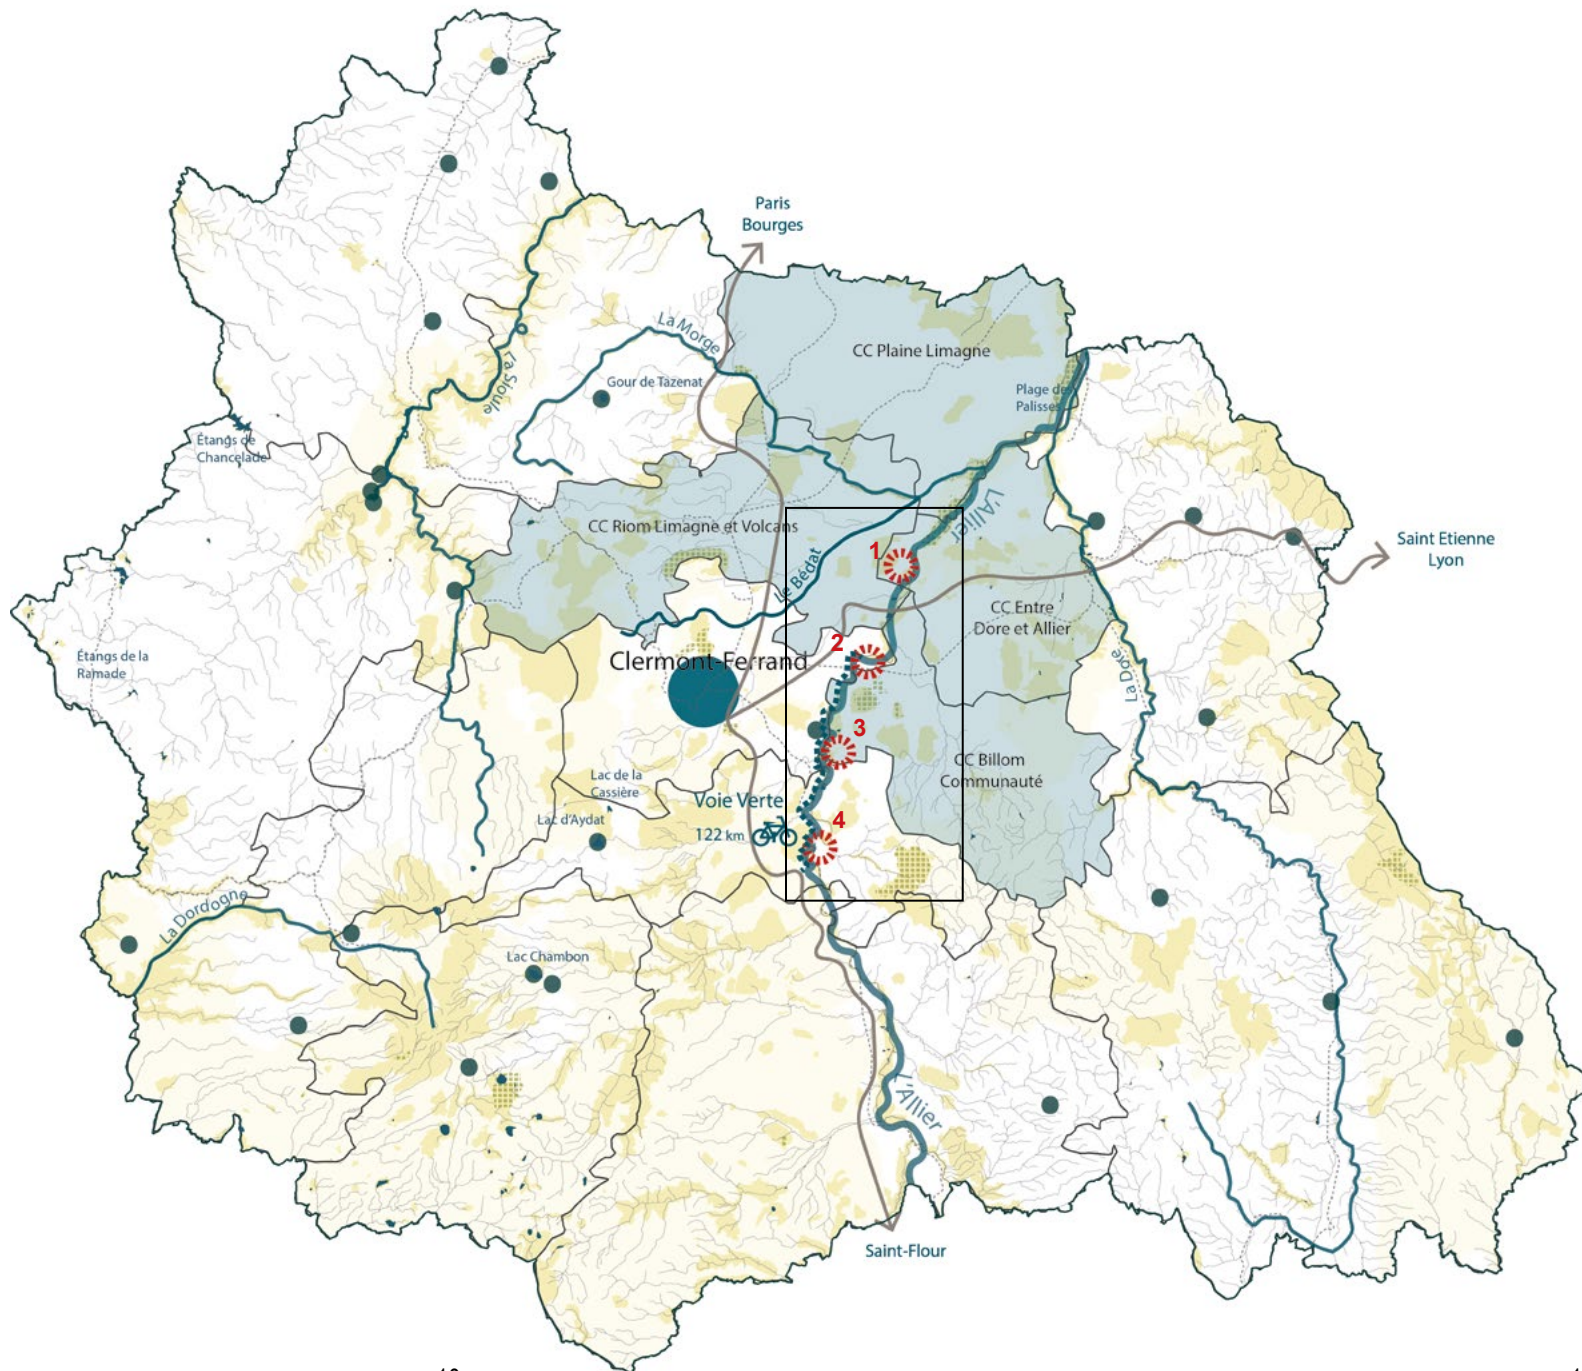 Paris
Bourges
La Morge
CC Plaine Limagne
La Sioule
Gour de Tazenat
Plage de
Palisses
Étangs de
Chancelade
L'Allier
CC Riom Limagne et Volcans
Saint Etienne
Lyon
1
Le Bédat
CC Entre
Dore et Allier
Étangs de la
Ramade
2
Clermont-Ferrand
La Dore
3
CC Billom
Communauté
Lac de la
Cassière
Voie Verte
122 km
Lac d'Aydat
4
La Dordogne
Lac Chambon
L'Allier
Saint-Flour